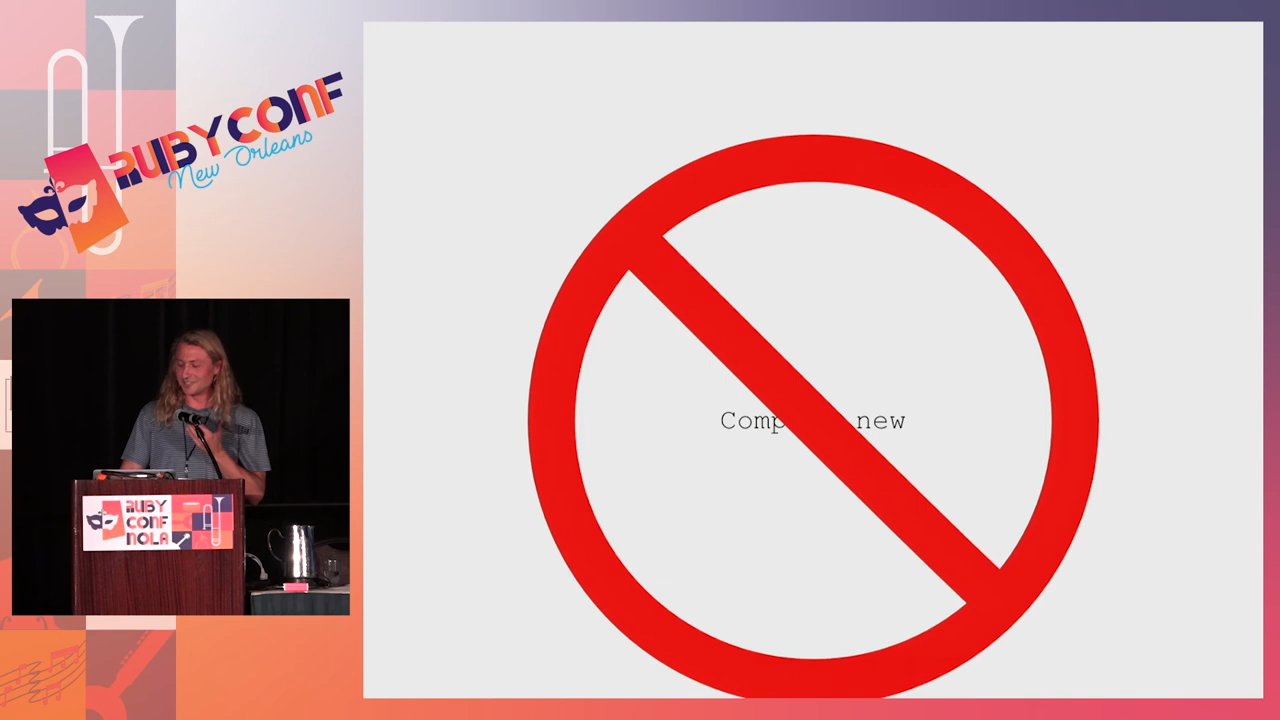 RUBYCONF
New Orleans
RUBY
CONF
NOLA
Comp new